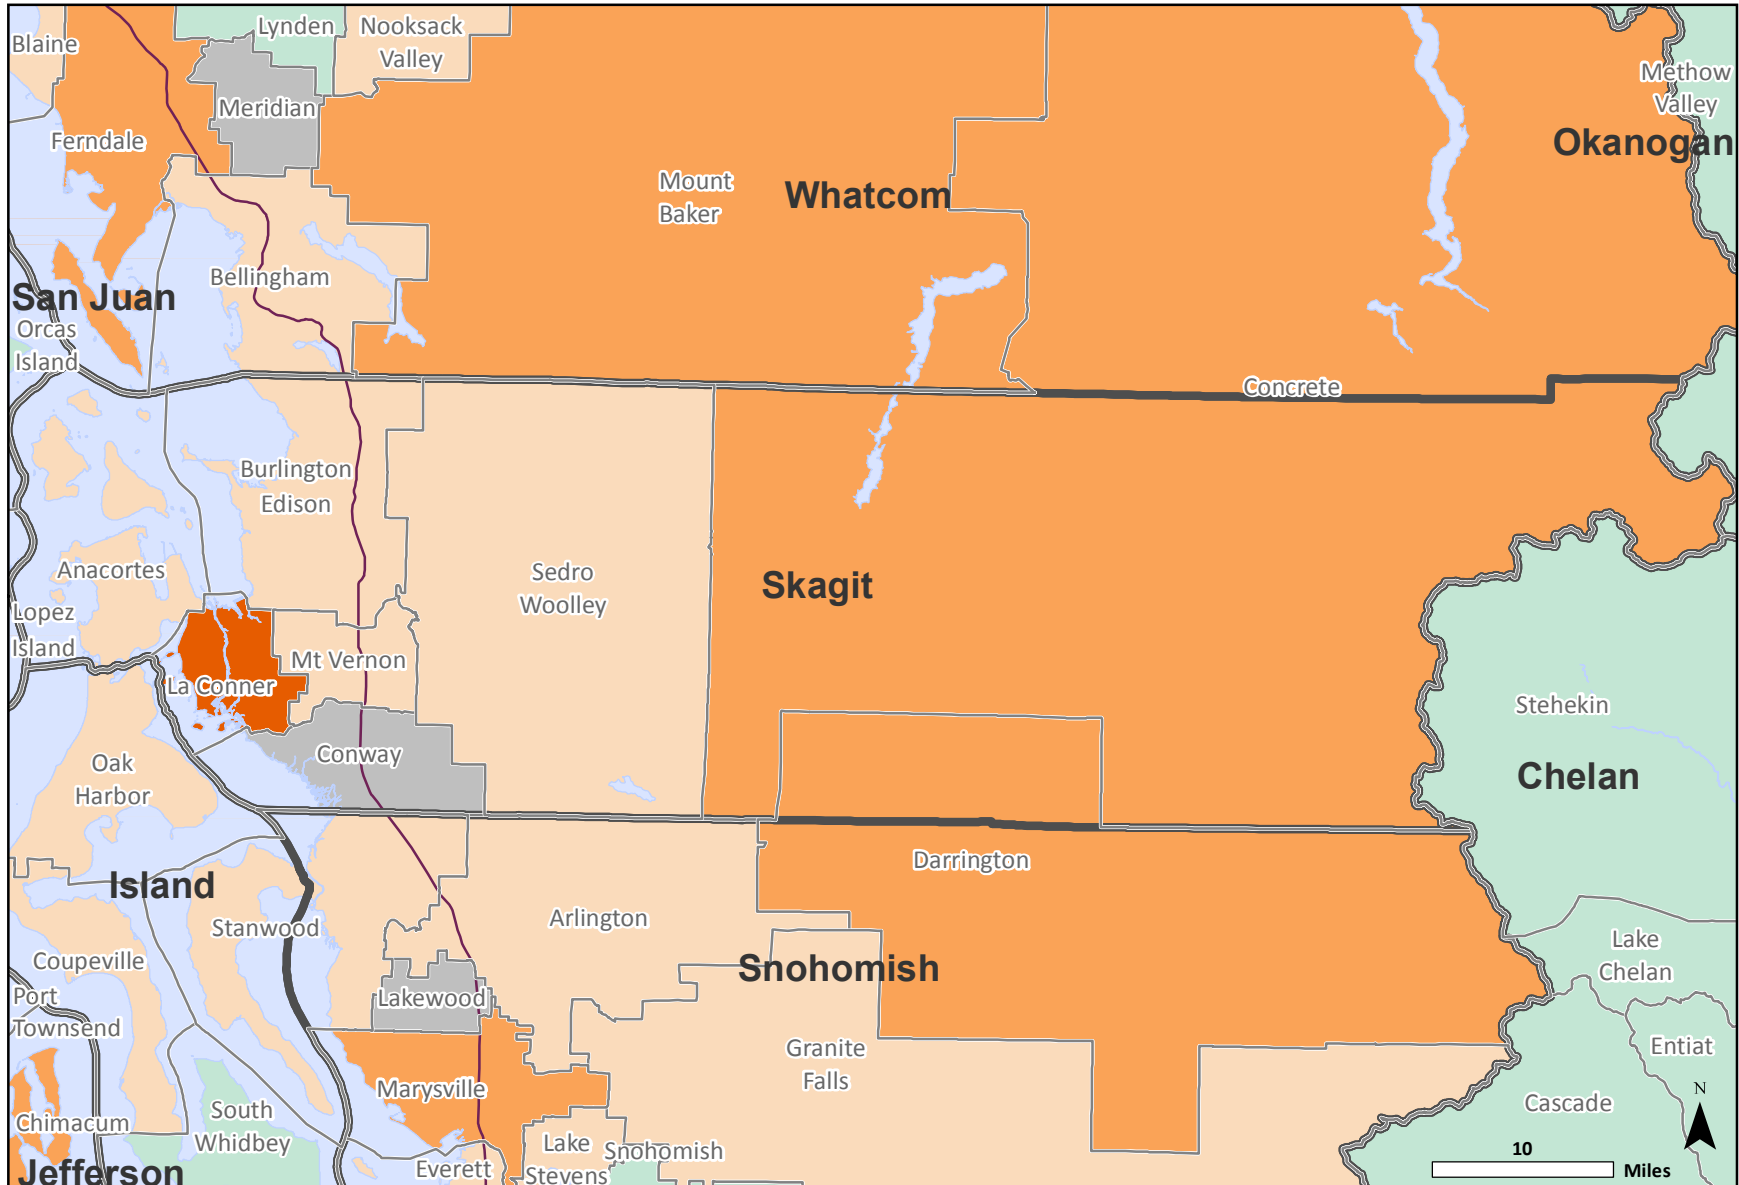 Blaine
Lynden
Nooksack
Valley
Methow
Valley
Meridian
Ferndale
Okanogan
Mount
Baker
Whatcom
Bellingham
San Juan
Orcas
Island
Concrete
Burlington
Edison
Anacortes
Sedro
Woolley
Skagit
Lopez
Island
Mt Vernon
La Conner
Stehekin
Conway
Oak
Harbor
Chelan
Darrington
Island
Stanwood
Arlington
Lake
Chelan
Coupeville
Snohomish
Port
Townsend
Lakewood
Granite
Falls
Entiat
Marysville
N
Chimacum
South
Whidbey
Cascade
Lake
Stevens
Snohomish
Everett
Jefferson
10
Miles